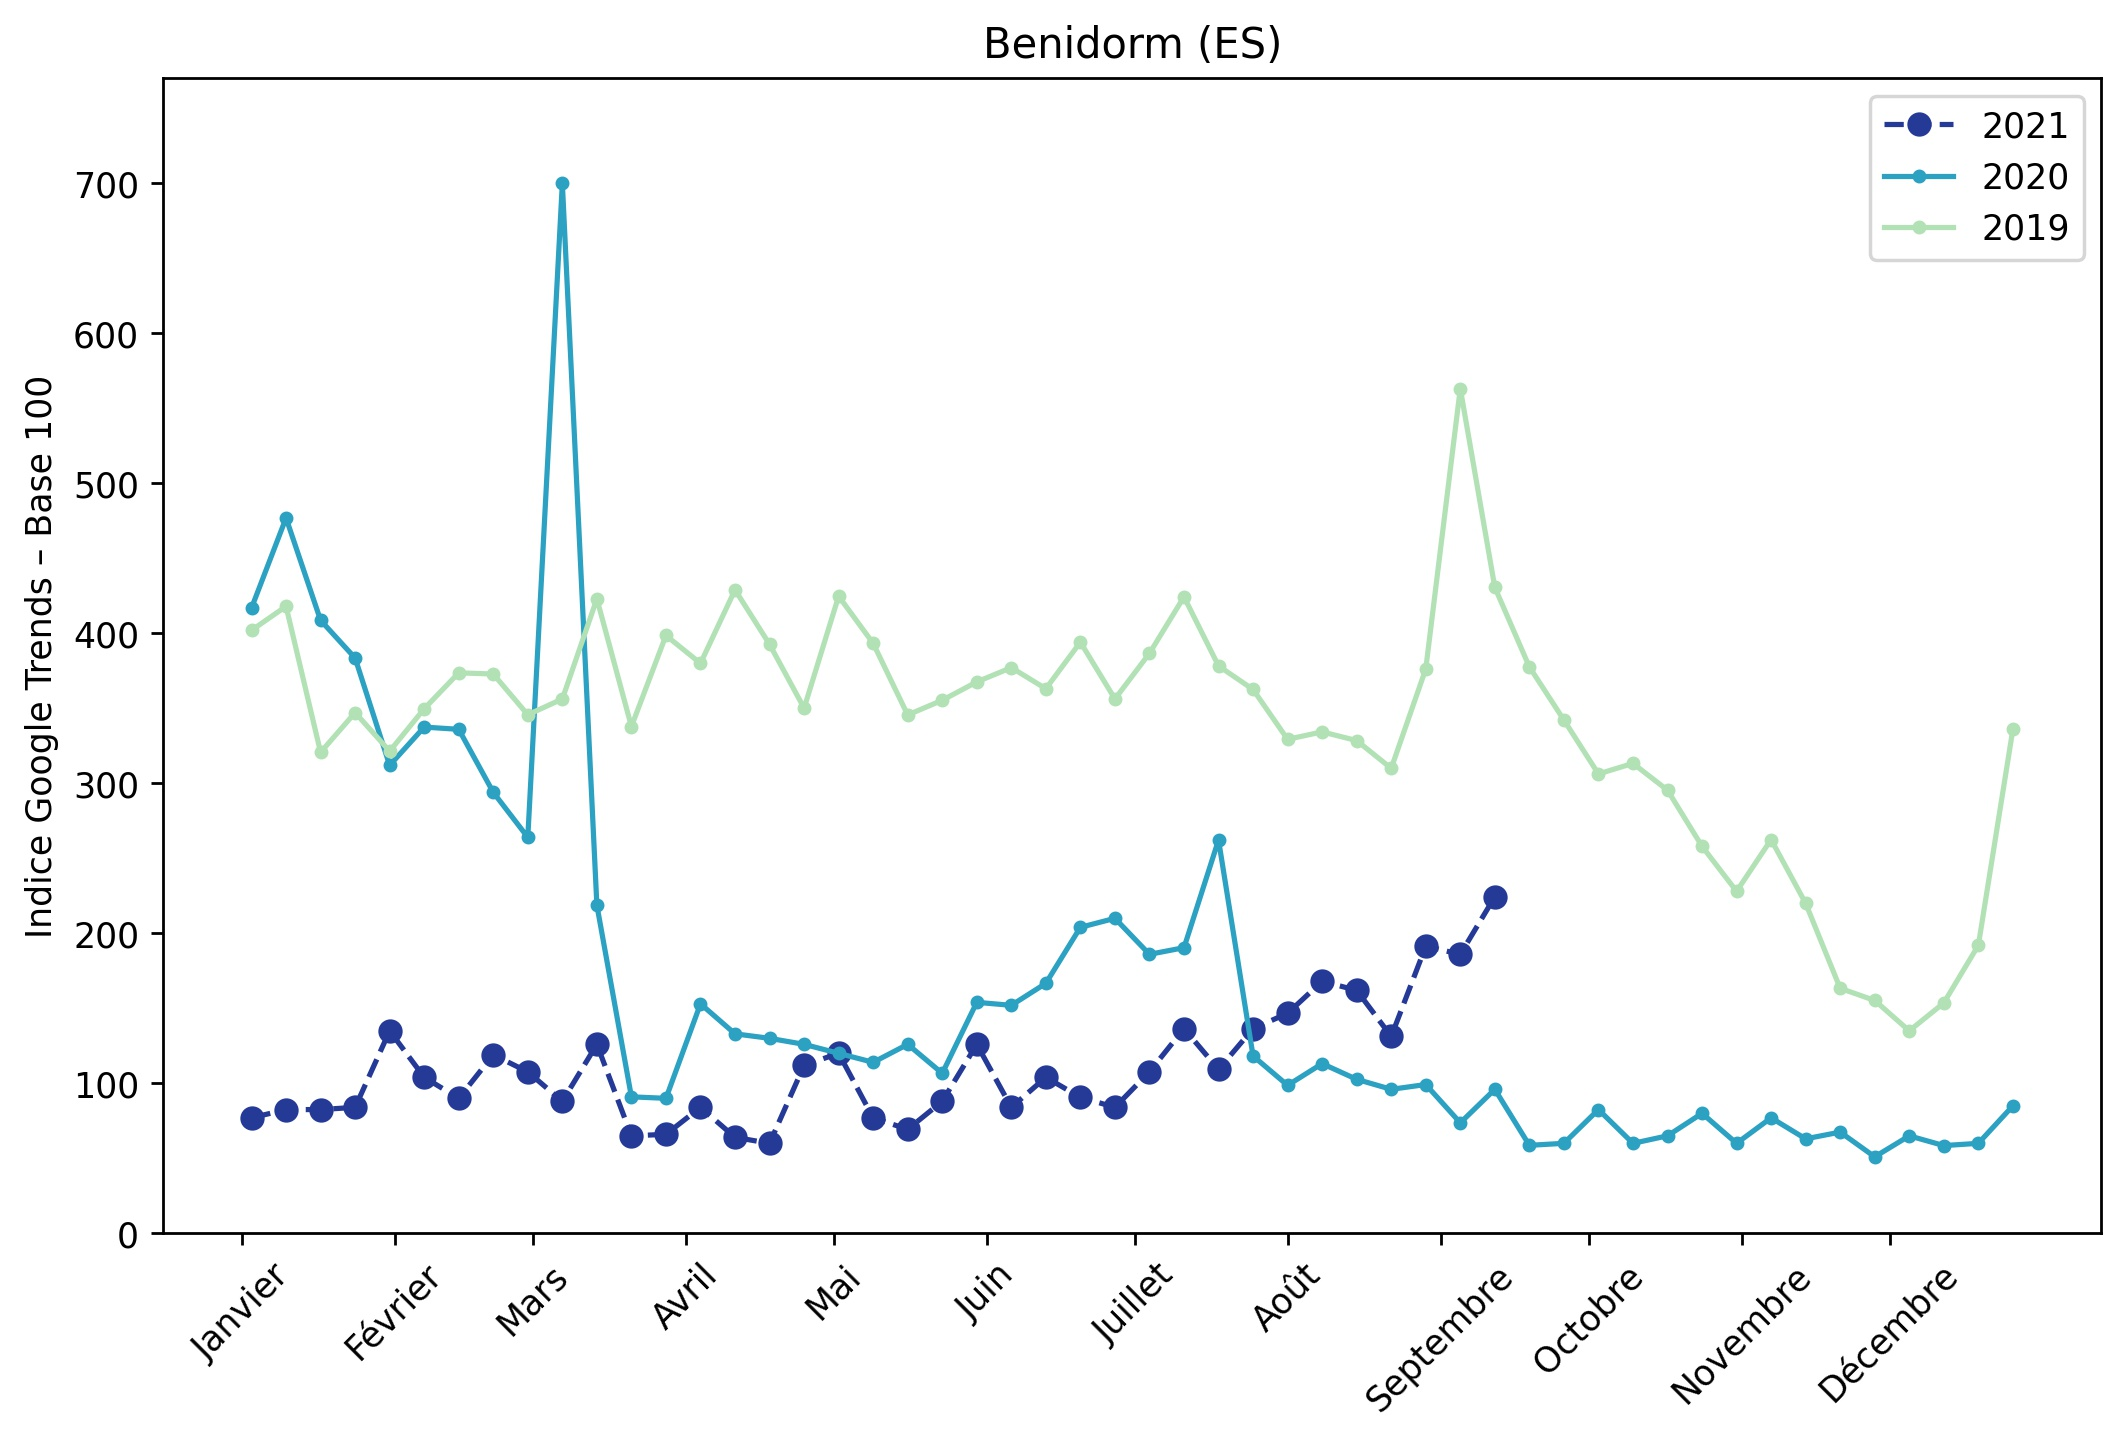 Benidorm (ES)
2021
2020
2019
Indice Google Trends – Base 100
700
600
500
400
300
200
100
0
Janvier
Février
Mars
Avril
Mai
Juin
Juillet
Août
Septembre
Octobre
Novembre
Décembre